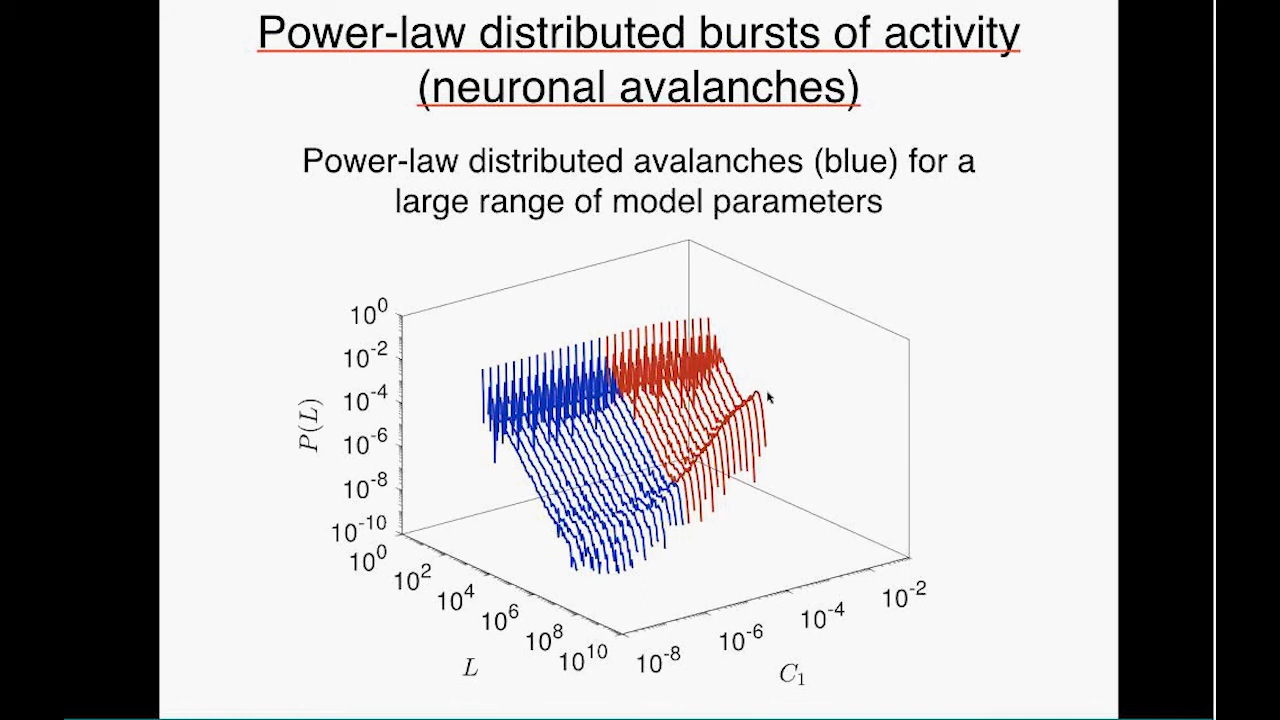 Power-law distributed bursts of activity
(neuronal avalanches)
Power-law distributed avalanches (blue) for a
large range of model parameters
10^0
10^-2
10^-4
10^-6
10^-8
10^-10
P(L)
10^0
10^2
10^4
10^6
10^8
10^10
L
10^-8
10^-6
10^-4
10^-2
C_1